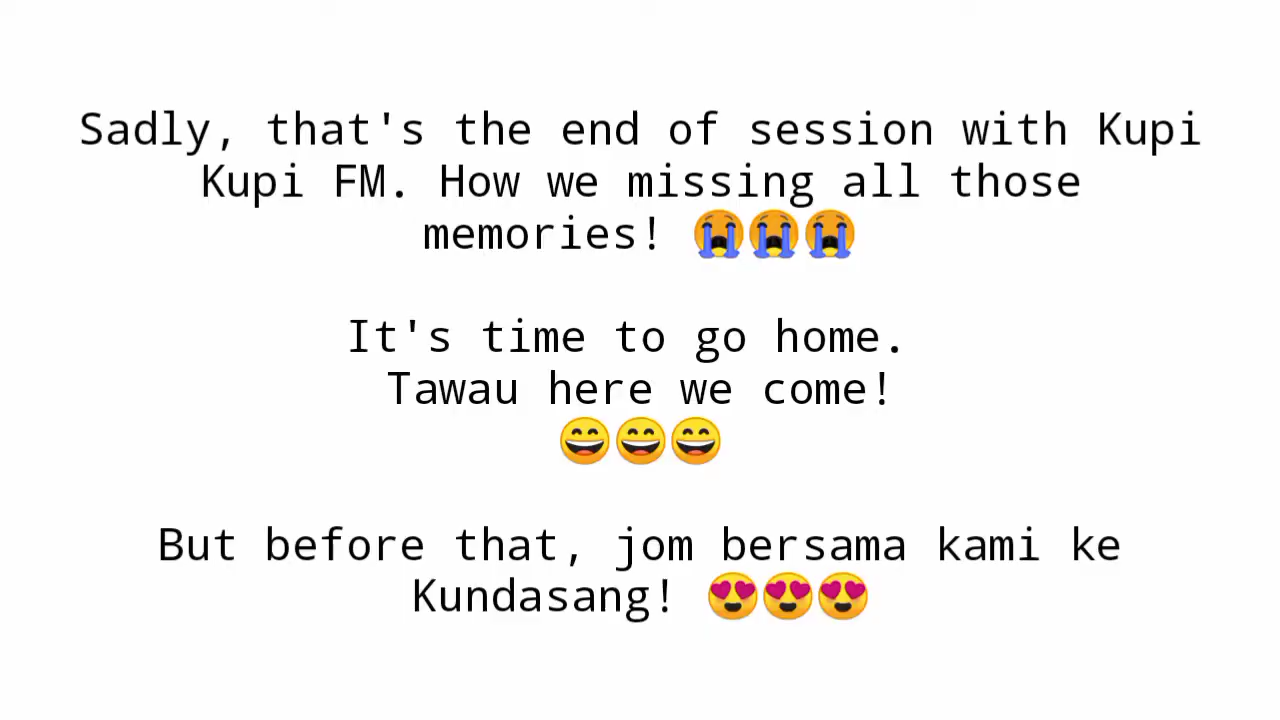 Sadly, that's the end of session with Kupi
Kupi FM. How we missing all those
memories! 😭😭😭
It's time to go home.
Tawau here we come!
😄😄😄
But before that, jom bersama kami ke
Kundasang! 😍😍😍